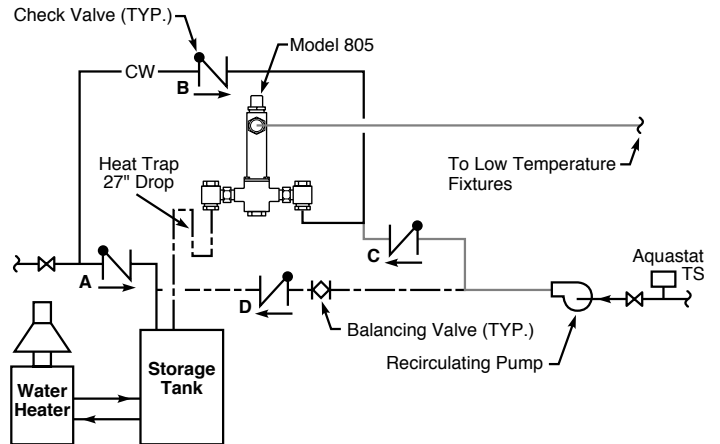 Check Valve (TYP.)
Model 805
CW
B
Heat Trap
27" Drop
To Low Temperature
Fixtures
A
C
Aquastat
TS
D
Balancing Valve (TYP.)
Recirculating Pump
Water
Heater
Storage
Tank